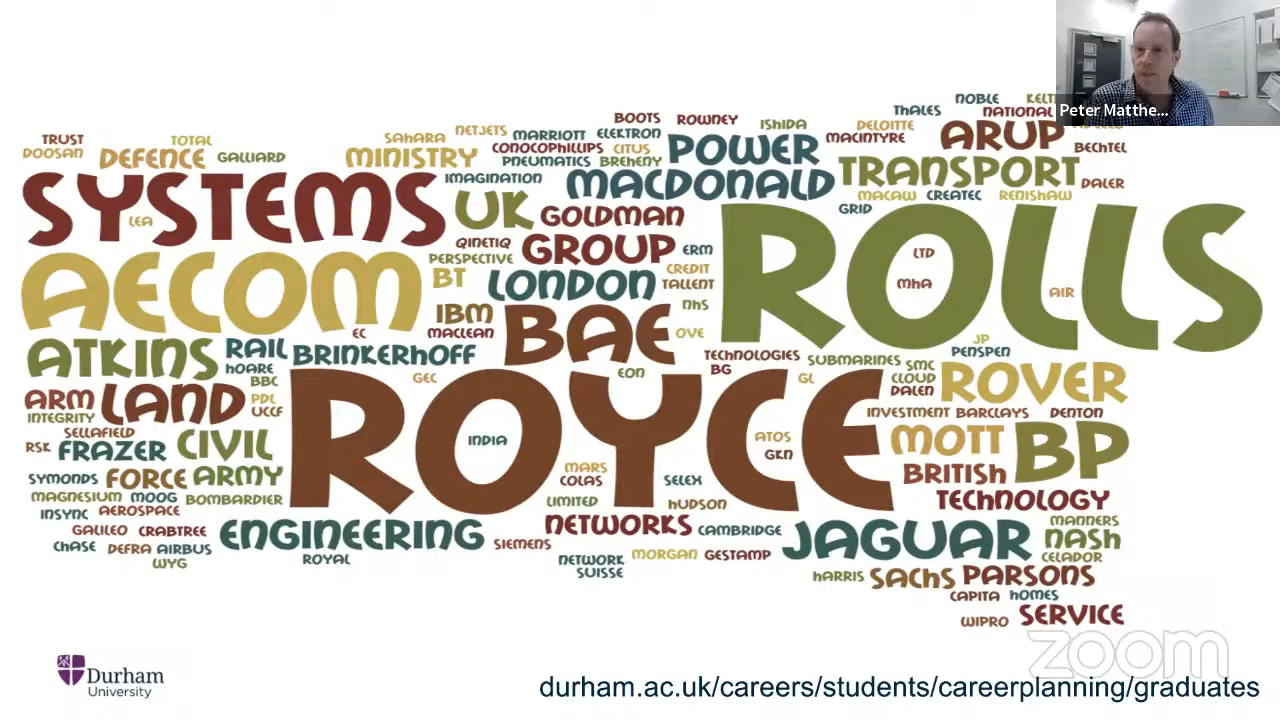 Peter Matthe...
NOBLE KELT
THALES NATIONAL
BOOTS ROWNEY ISHIDA DELOITTE ARUP
TRUST TOTAL SAHARA NETJETS MARRIOTT ELEKTRON MACINTYRE BECHTEL
DOOSAN DEFENCE GALLIARD MINISTRY CONOCOPHILLIPS CITUS POWER
PNEUMATICS BREHENY TRANSPORT
SYSTEMS IMAGINATION MACDONALD DALER
LEA UK GOLDMAN MACAW CREATEC RENISHAW
GRID ROLLS
QINETIQ GROUP ERM LTD
PERSPECTIVE CREDIT
AECOM BT LONDON TALLENT MHA AIR
IBM BAE NHS
EC MACLEAN OVE JP
ATKINS RAIL BRINKERHOFF TECHNOLOGIES SUBMARINES PENSPEN
HOARE EON BG SMC
BBC GEC ROYCE GL CLOUD ROVER
ARM LAND PDL DALEN
INTEGRITY UCCF INVESTMENT BARCLAYS DENTON
SELLAFIELD INDIA ATOS MOTT BP
RSK FRAZER CIVIL GKN
SYMONDS FORCE ARMY MARS COLAS SELEX BRITISH
MAGNESIUM MOOG BOMBARDIER LIMITED HUDSON TECHNOLOGY
INSYNC AEROSPACE MANNERS
GALILEO CRABTREE ENGINEERING NETWORKS CAMBRIDGE JAGUAR NASH
CHASE DEFRA AIRBUS SIEMENS MORGAN GESTAMP CELADOR
WYG ROYAL NETWORK
SUISSE HARRIS SACHS PARSONS
CAPITA HOMES
WIPRO SERVICE
zoom
Durham
University
durham.ac.uk/careers/students/careerplanning/graduates